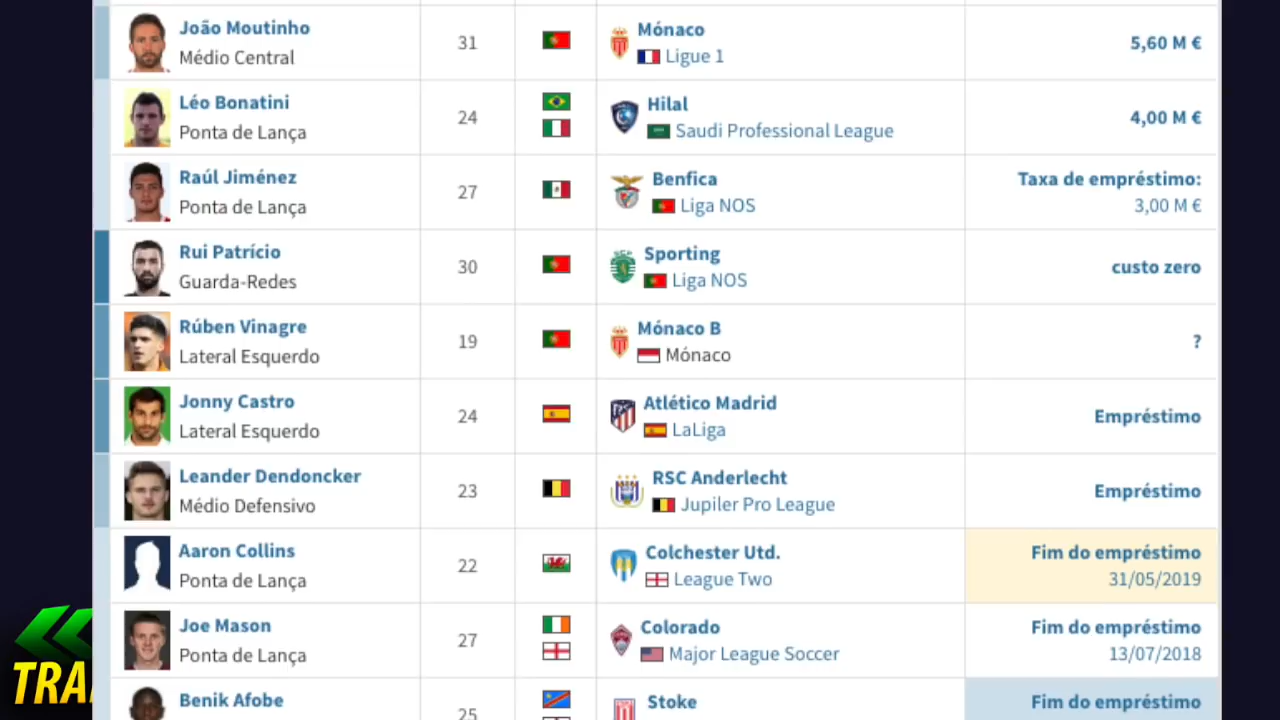 João Moutinho
Médio Central
31
Mónaco
Ligue 1
5,60 M €
Léo Bonatini
Ponta de Lança
24
Hilal
Saudi Professional League
4,00 M €
Raúl Jiménez
Ponta de Lança
27
Benfica
Liga NOS
Taxa de empréstimo:
3,00 M €
Rui Patrício
Guarda-Redes
30
Sporting
Liga NOS
custo zero
Rúben Vinagre
Lateral Esquerdo
19
Mónaco B
Mónaco
?
Jonny Castro
Lateral Esquerdo
24
Atlético Madrid
LaLiga
Empréstimo
Leander Dendoncker
Médio Defensivo
23
RSC Anderlecht
Jupiler Pro League
Empréstimo
Aaron Collins
Ponta de Lança
22
Colchester Utd.
League Two
Fim do empréstimo
31/05/2019
Joe Mason
Ponta de Lança
27
Colorado
Major League Soccer
Fim do empréstimo
13/07/2018
Benik Afobe
25
Stoke
Fim do empréstimo
TRA